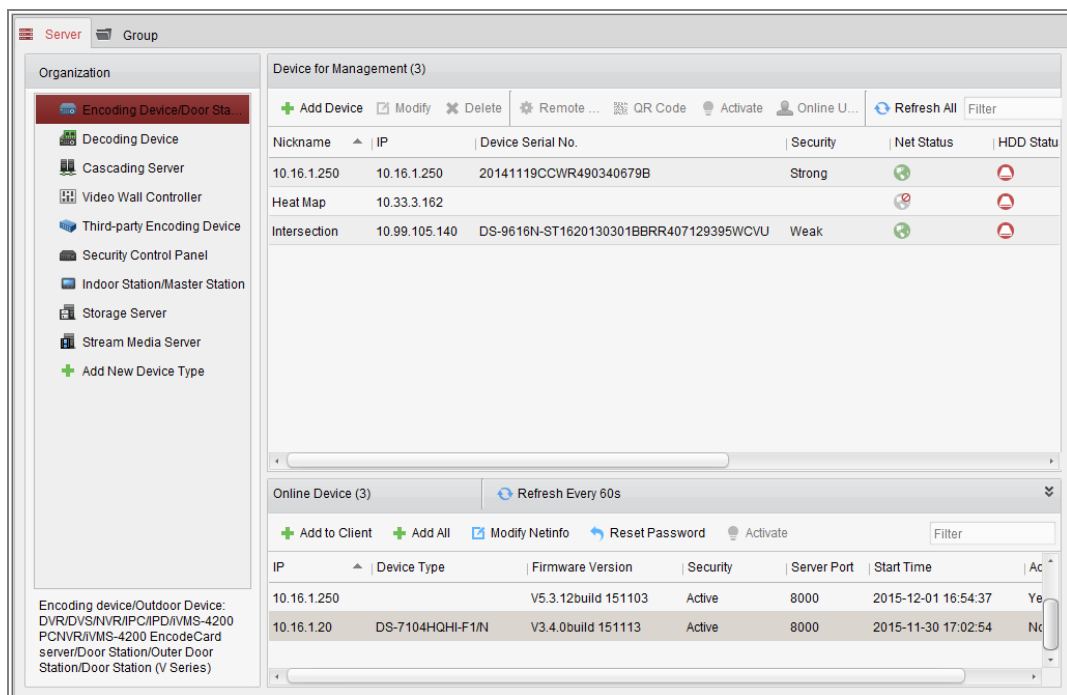 Server Group
Organization
Encoding Device/Door Sta...
Decoding Device
Cascading Server
Video Wall Controller
Third-party Encoding Device
Security Control Panel
Indoor Station/Master Station
Storage Server
Stream Media Server
Add New Device Type
Encoding device/Outdoor Device:
DVR/DVS/NVR/IPC/IPD/iVMS-4200
PCNVR/iVMS-4200 EncodeCard
server/Door Station/Outer Door
Station/Door Station (V Series)
Device for Management (3)
Add Device Modify Delete Remote ... QR Code Activate Online U... Refresh All Filter
Nickname IP Device Serial No. Security Net Status HDD Statu
10.16.1.250 10.16.1.250 20141119CCWR490340679B Strong
Heat Map 10.33.3.162
Intersection 10.99.105.140 DS-9616N-ST1620130301BBRR407129395WCVU Weak
Online Device (3) Refresh Every 60s
Add to Client Add All Modify Netinfo Reset Password Activate Filter
IP Device Type Firmware Version Security Server Port Start Time Ac
10.16.1.250 V5.3.12build 151103 Active 8000 2015-12-01 16:54:37 Ye
10.16.1.20 DS-7104HQHI-F1/N V3.4.0build 151113 Active 8000 2015-11-30 17:02:54 No